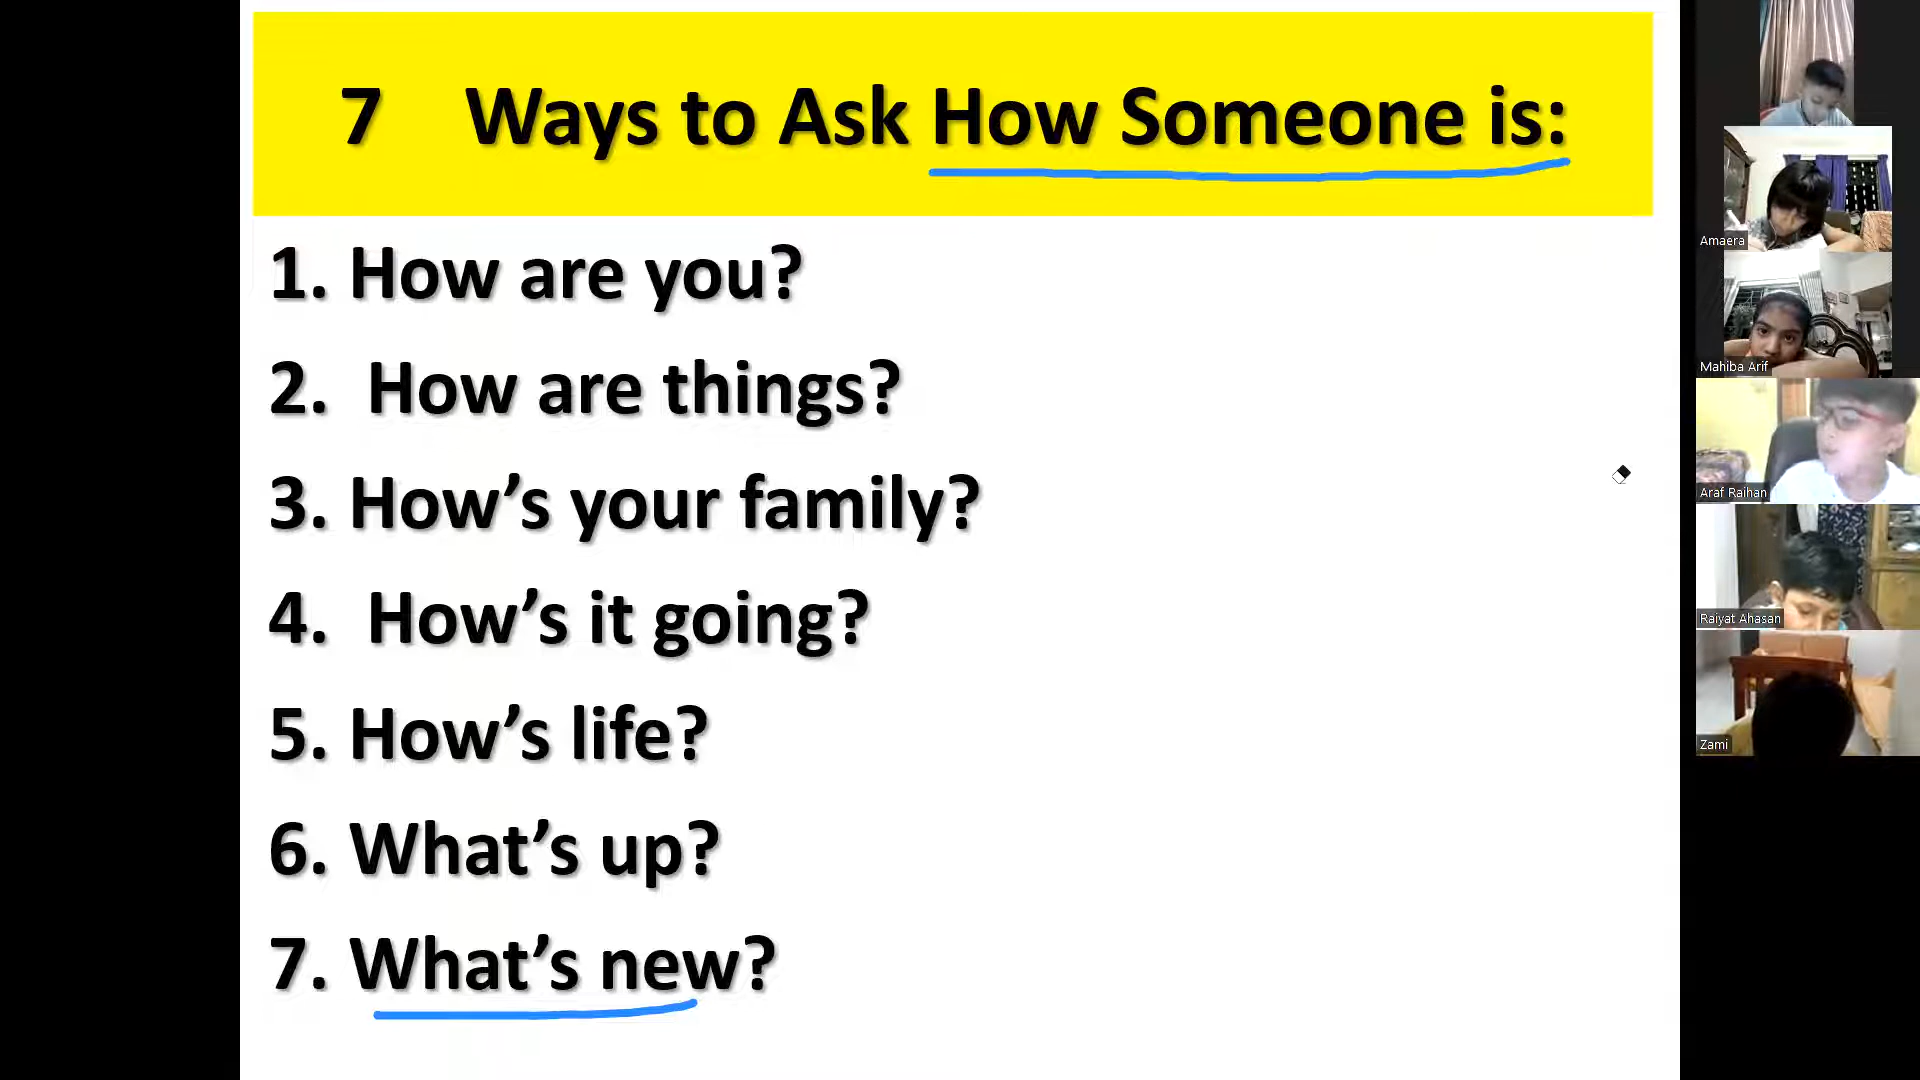 7 Ways to Ask How Someone is:
1. How are you?
2. How are things?
3. How’s your family?
4. How’s it going?
5. How’s life?
6. What’s up?
7. What’s new?
Amaera
Mahiba Arif
Araf Raihan
Raiyat Ahasan
Zami